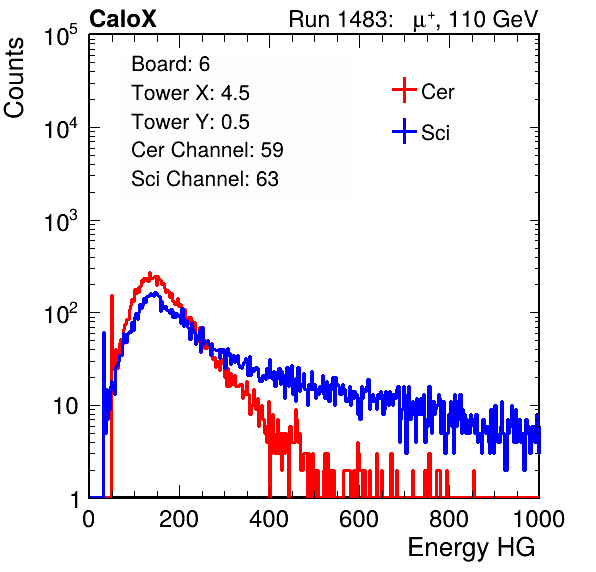 CaloX Run 1483: μ⁺, 110 GeV
Counts
10⁵
10⁴
10³
10²
10
1
Board: 6
Tower X: 4.5
Tower Y: 0.5
Cer Channel: 59
Sci Channel: 63
Cer
Sci
0 200 400 600 800 1000
Energy HG